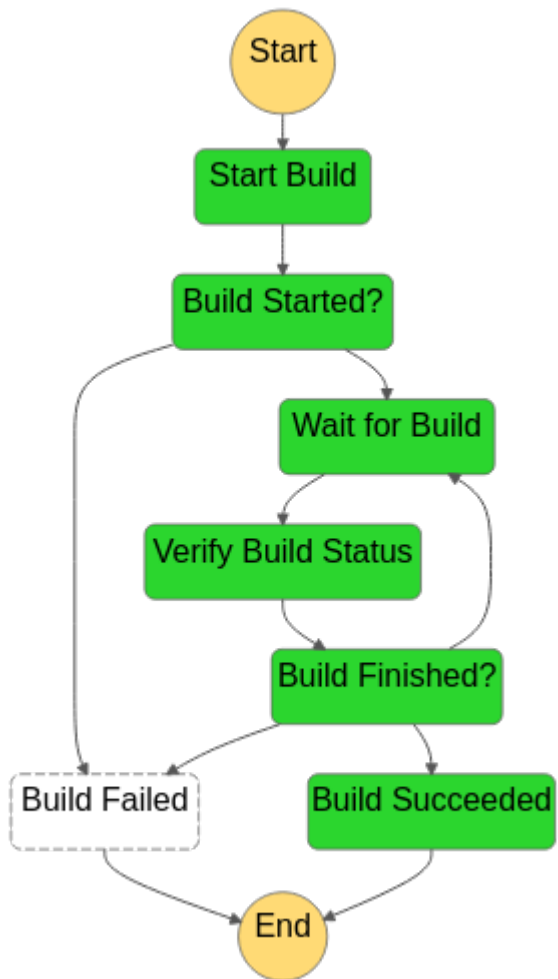 Start
Start Build
Build Started?
Wait for Build
Verify Build Status
Build Finished?
Build Failed
Build Succeeded
End